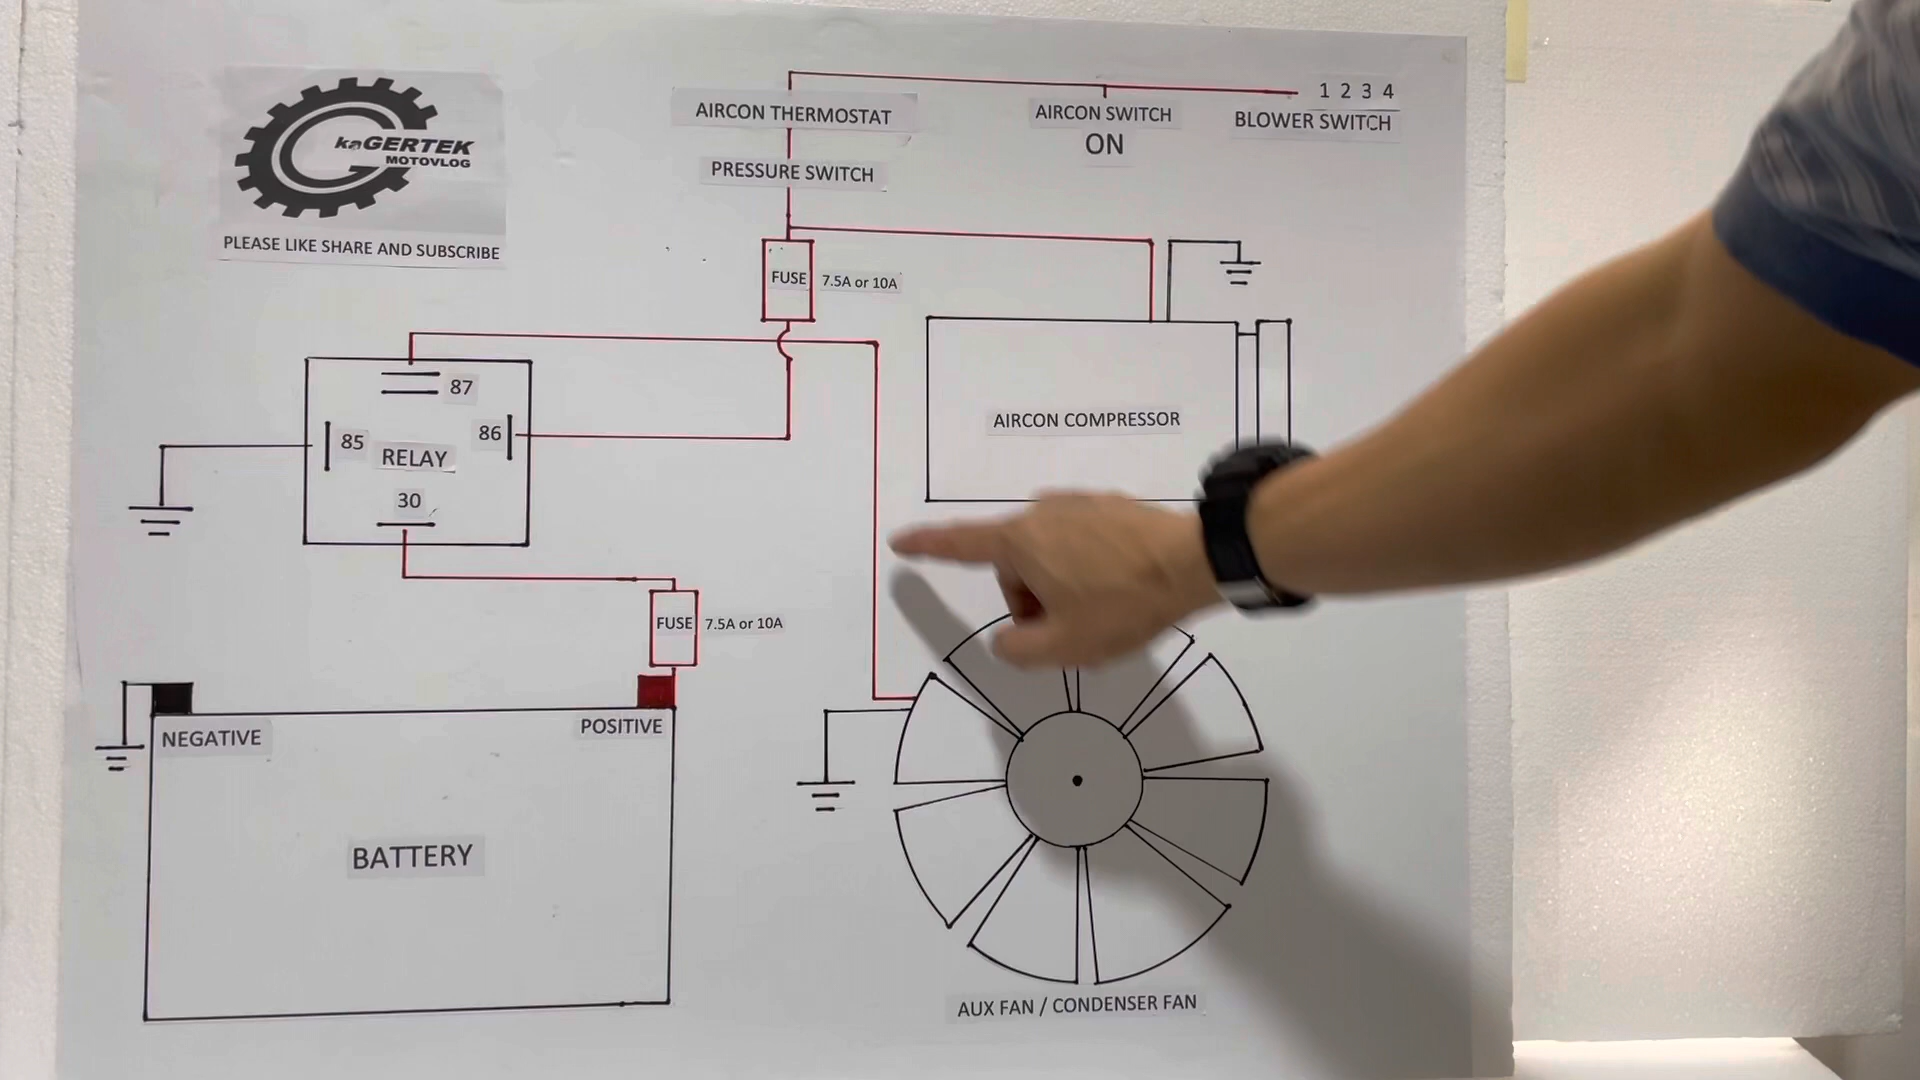 kaGERTEK
MOTOVLOG
PLEASE LIKE SHARE AND SUBSCRIBE
AIRCON THERMOSTAT
PRESSURE SWITCH
AIRCON SWITCH
ON
1 2 3 4
BLOWER SWITCH
FUSE
7.5A or 10A
87
85
86
RELAY
30
AIRCON COMPRESSOR
FUSE
7.5A or 10A
NEGATIVE
POSITIVE
BATTERY
AUX FAN / CONDENSER FAN